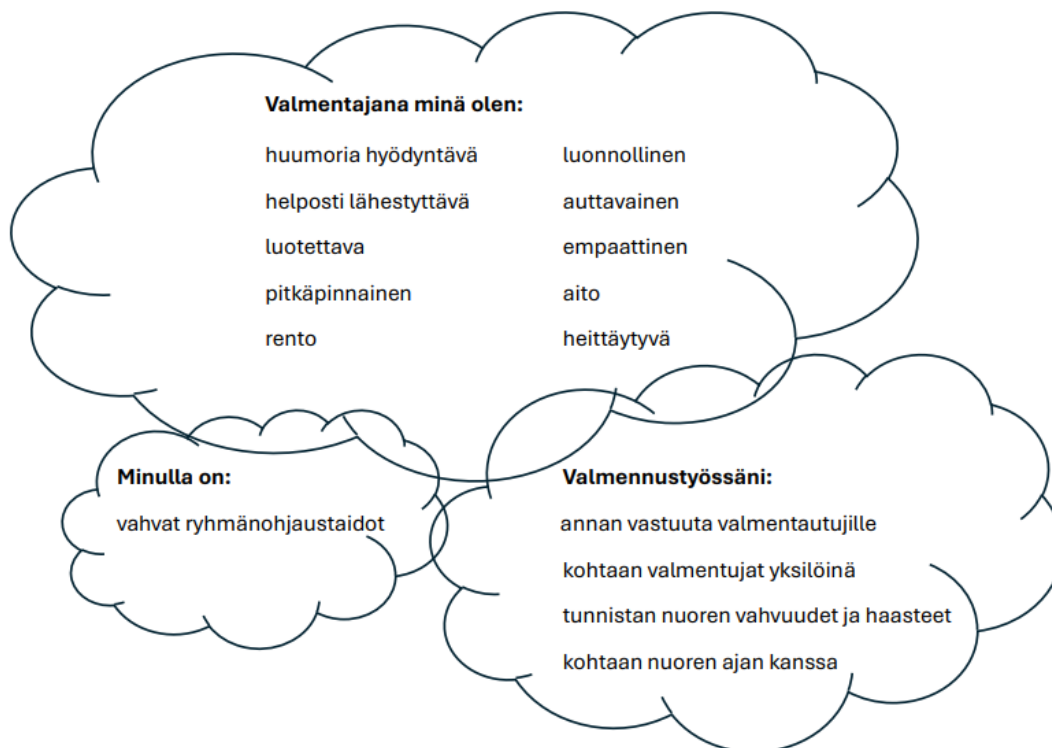 Valmentajana minä olen:
huumoria hyödyntävä
helposti lähestyttävä
luotettava
pitkäpinnainen
rento
luonnollinen
auttavainen
empaattinen
aito
heittäytyvä
Minulla on:
vahvat ryhmänohjaustaidot
Valmennustyössäni:
annan vastuuta valmentautujille
kohtaan valmentujat yksilöinä
tunnistan nuoren vahvuudet ja haasteet
kohtaan nuoren ajan kanssa